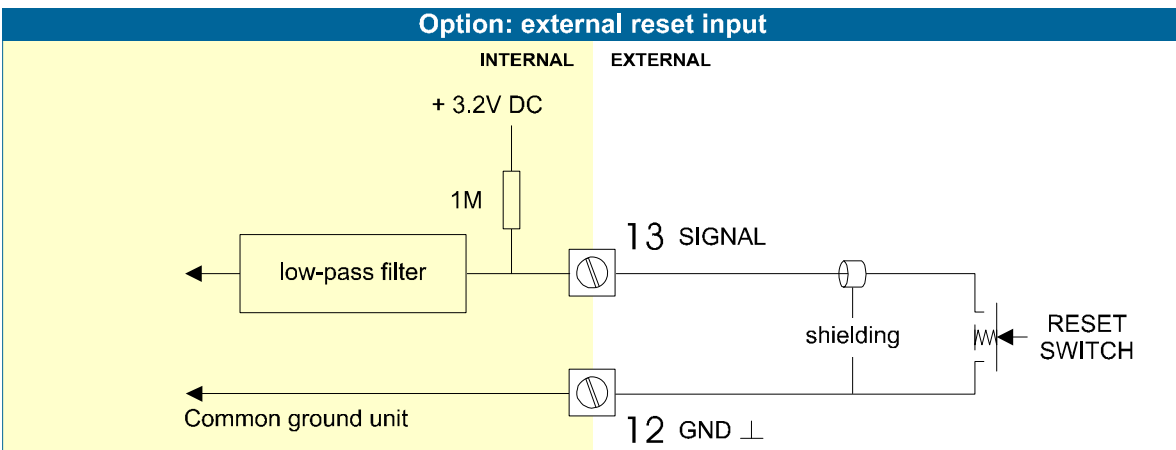 Option: external reset input
INTERNAL
EXTERNAL
+ 3.2V DC
1M
13 SIGNAL
low-pass filter
shielding
RESET
SWITCH
Common ground unit
12 GND ⊥